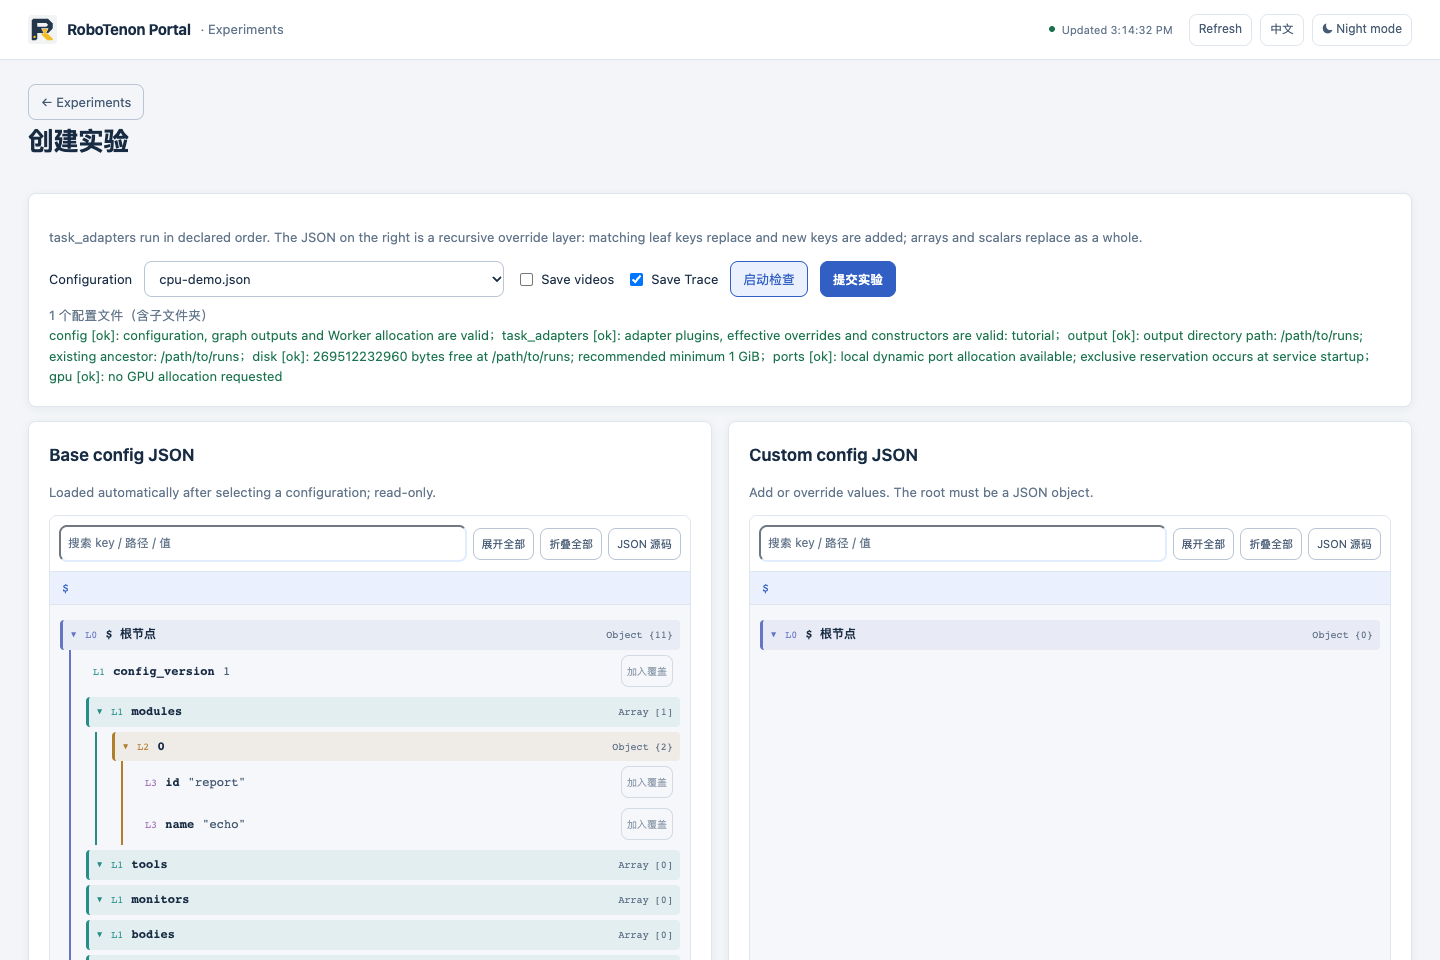 RoboTenon Portal · Experiments
Updated 3:14:32 PM
Refresh
中文
Night mode
← Experiments
创建实验
task_adapters run in declared order. The JSON on the right is a recursive override layer: matching leaf keys replace and new keys are added; arrays and scalars replace as a whole.
Configuration
cpu-demo.json
Save videos
Save Trace
启动检查
提交实验
1 个配置文件（含子文件夹）
config [ok]: configuration, graph outputs and Worker allocation are valid；task_adapters [ok]: adapter plugins, effective overrides and constructors are valid: tutorial；output [ok]: output directory path: /path/to/runs;
existing ancestor: /path/to/runs；disk [ok]: 269512232960 bytes free at /path/to/runs; recommended minimum 1 GiB；ports [ok]: local dynamic port allocation available; exclusive reservation occurs at service startup；
gpu [ok]: no GPU allocation requested
Base config JSON
Loaded automatically after selecting a configuration; read-only.
搜索 key / 路径 / 值
展开全部
折叠全部
JSON 源码
$
▾ L0 $ 根节点 Object {11}
L1 config_version 1 加入覆盖
▾ L1 modules Array [1]
▾ L2 0 Object {2}
L3 id "report" 加入覆盖
L3 name "echo" 加入覆盖
▾ L1 tools Array [0]
▾ L1 monitors Array [0]
▾ L1 bodies Array [0]
Custom config JSON
Add or override values. The root must be a JSON object.
搜索 key / 路径 / 值
展开全部
折叠全部
JSON 源码
$
▾ L0 $ 根节点 Object {0}